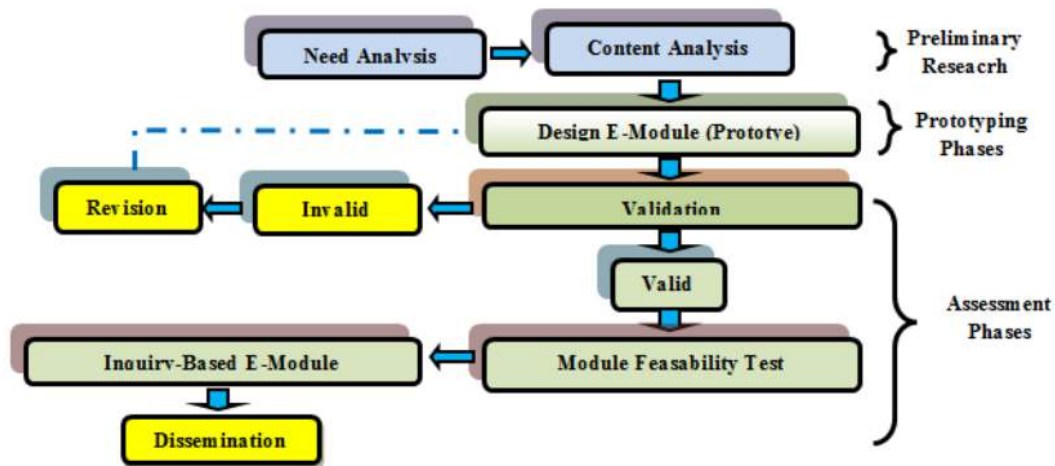 Need Analysis
Content Analysis
Preliminary
Reseacrh
Design E-Module (Prototve)
Prototyping
Phases
Revision
Invalid
Validation
Valid
Assessment
Phases
Inquiry-Based E-Module
Module Feasability Test
Dissemination